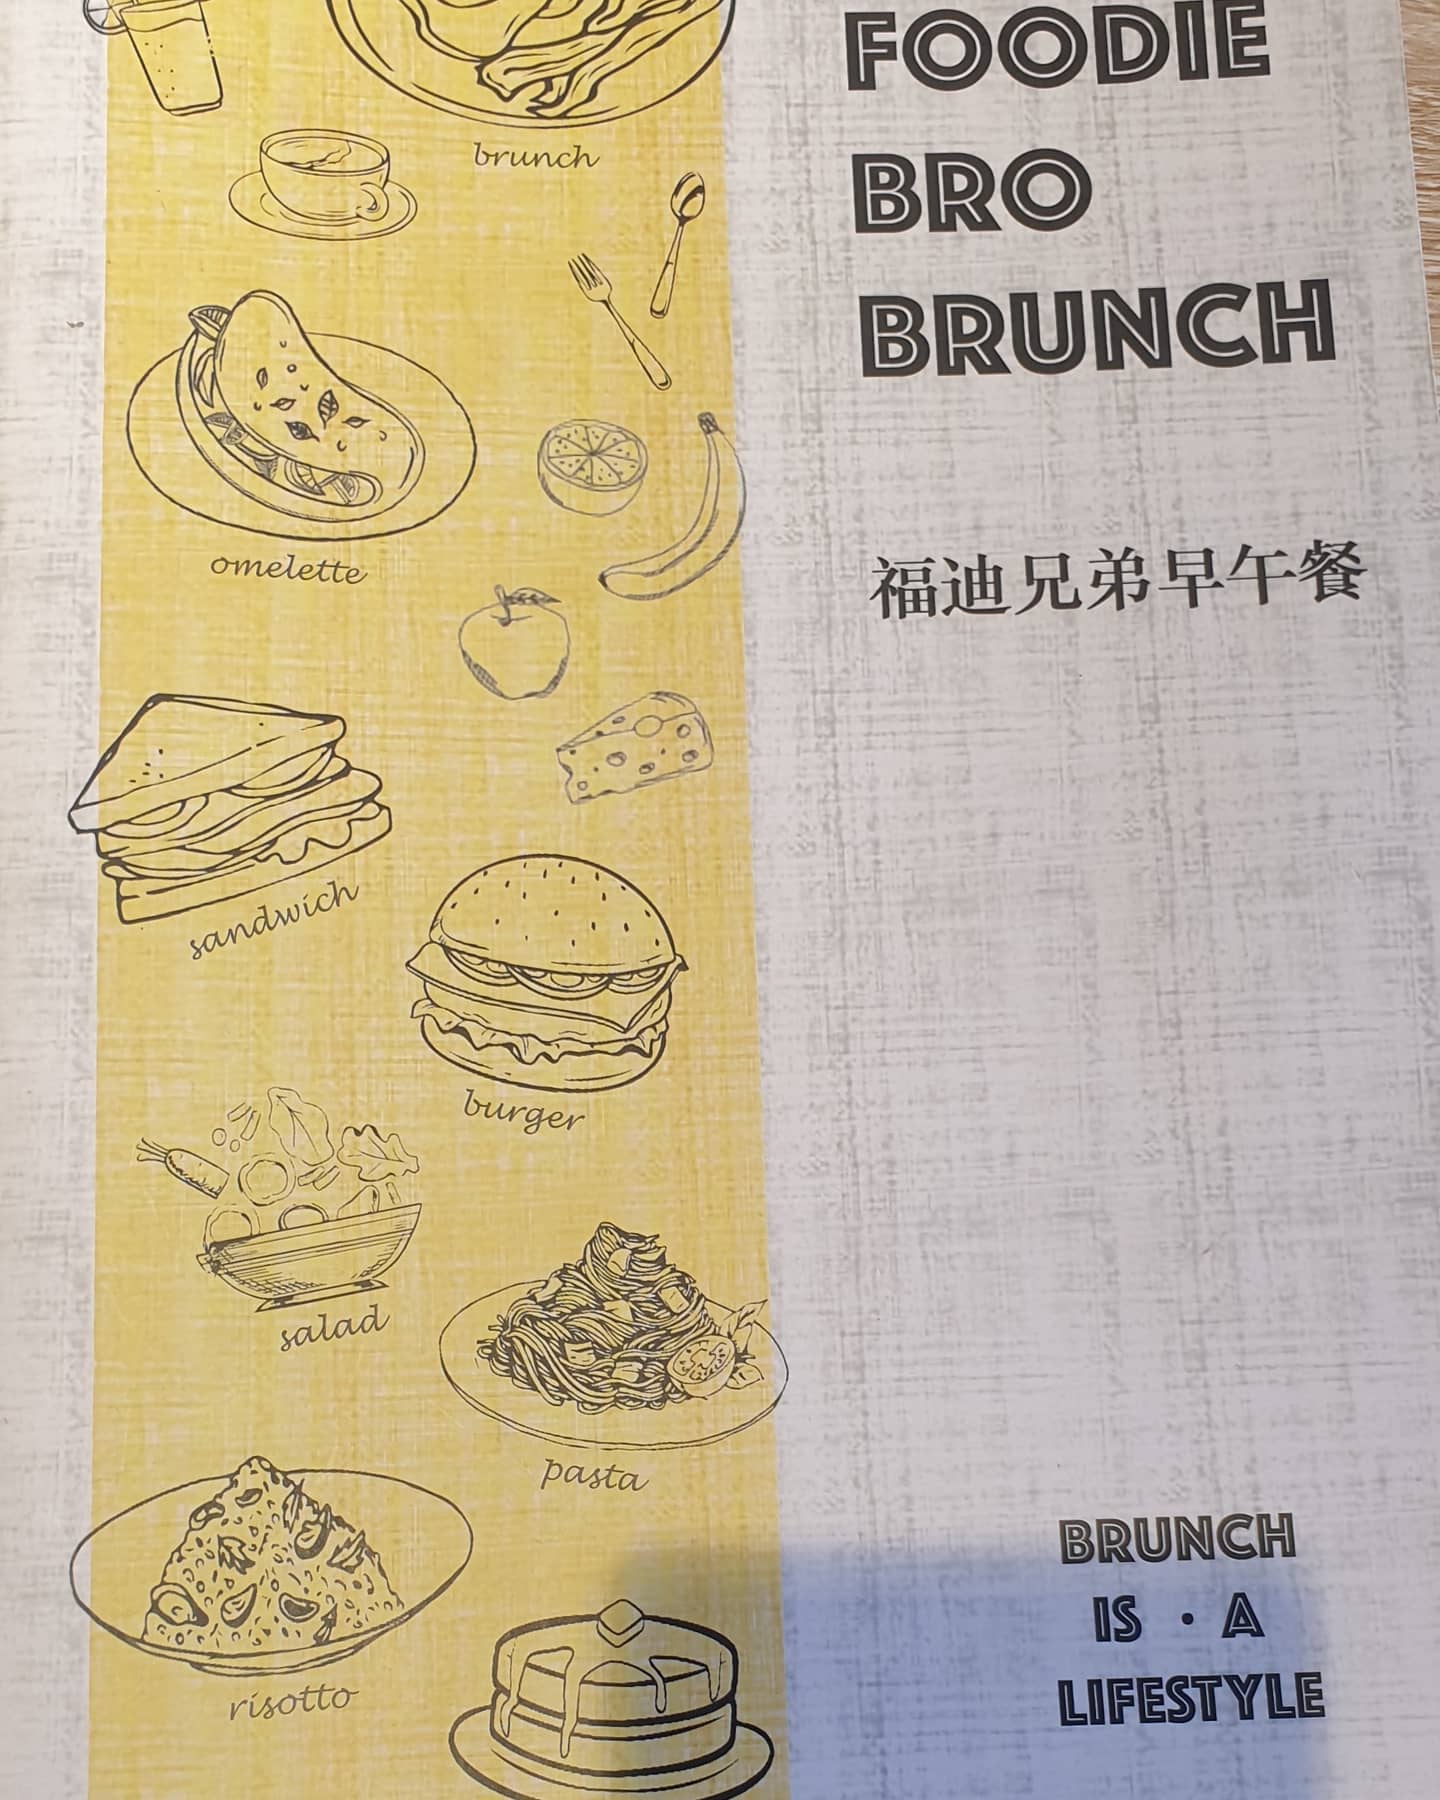 FOODIE
BRO
BRUNCH
福迪兄弟早午餐
brunch
omelette
sandwich
burger
salad
pasta
risotto
BRUNCH
IS · A
LIFESTYLE